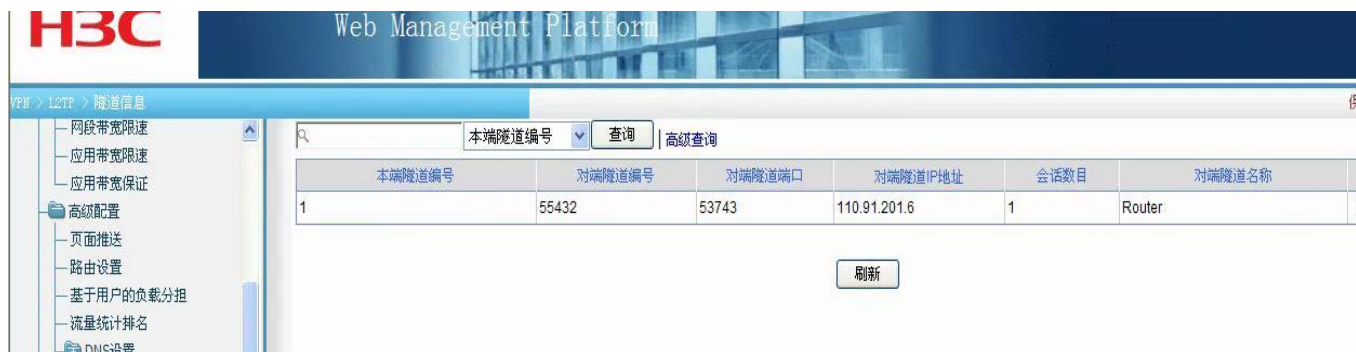 H3C
Web Management Platform
VPN > L2TP > 隧道信息
网段带宽限速
应用带宽限速
应用带宽保证
高级配置
页面推送
路由设置
基于用户的负载分担
流量统计排名
DNS设置
本端隧道编号 查询 | 高级查询
本端隧道编号 对端隧道编号 对端隧道端口 对端隧道IP地址 会话数目 对端隧道名称
1 55432 53743 110.91.201.6 1 Router
刷新